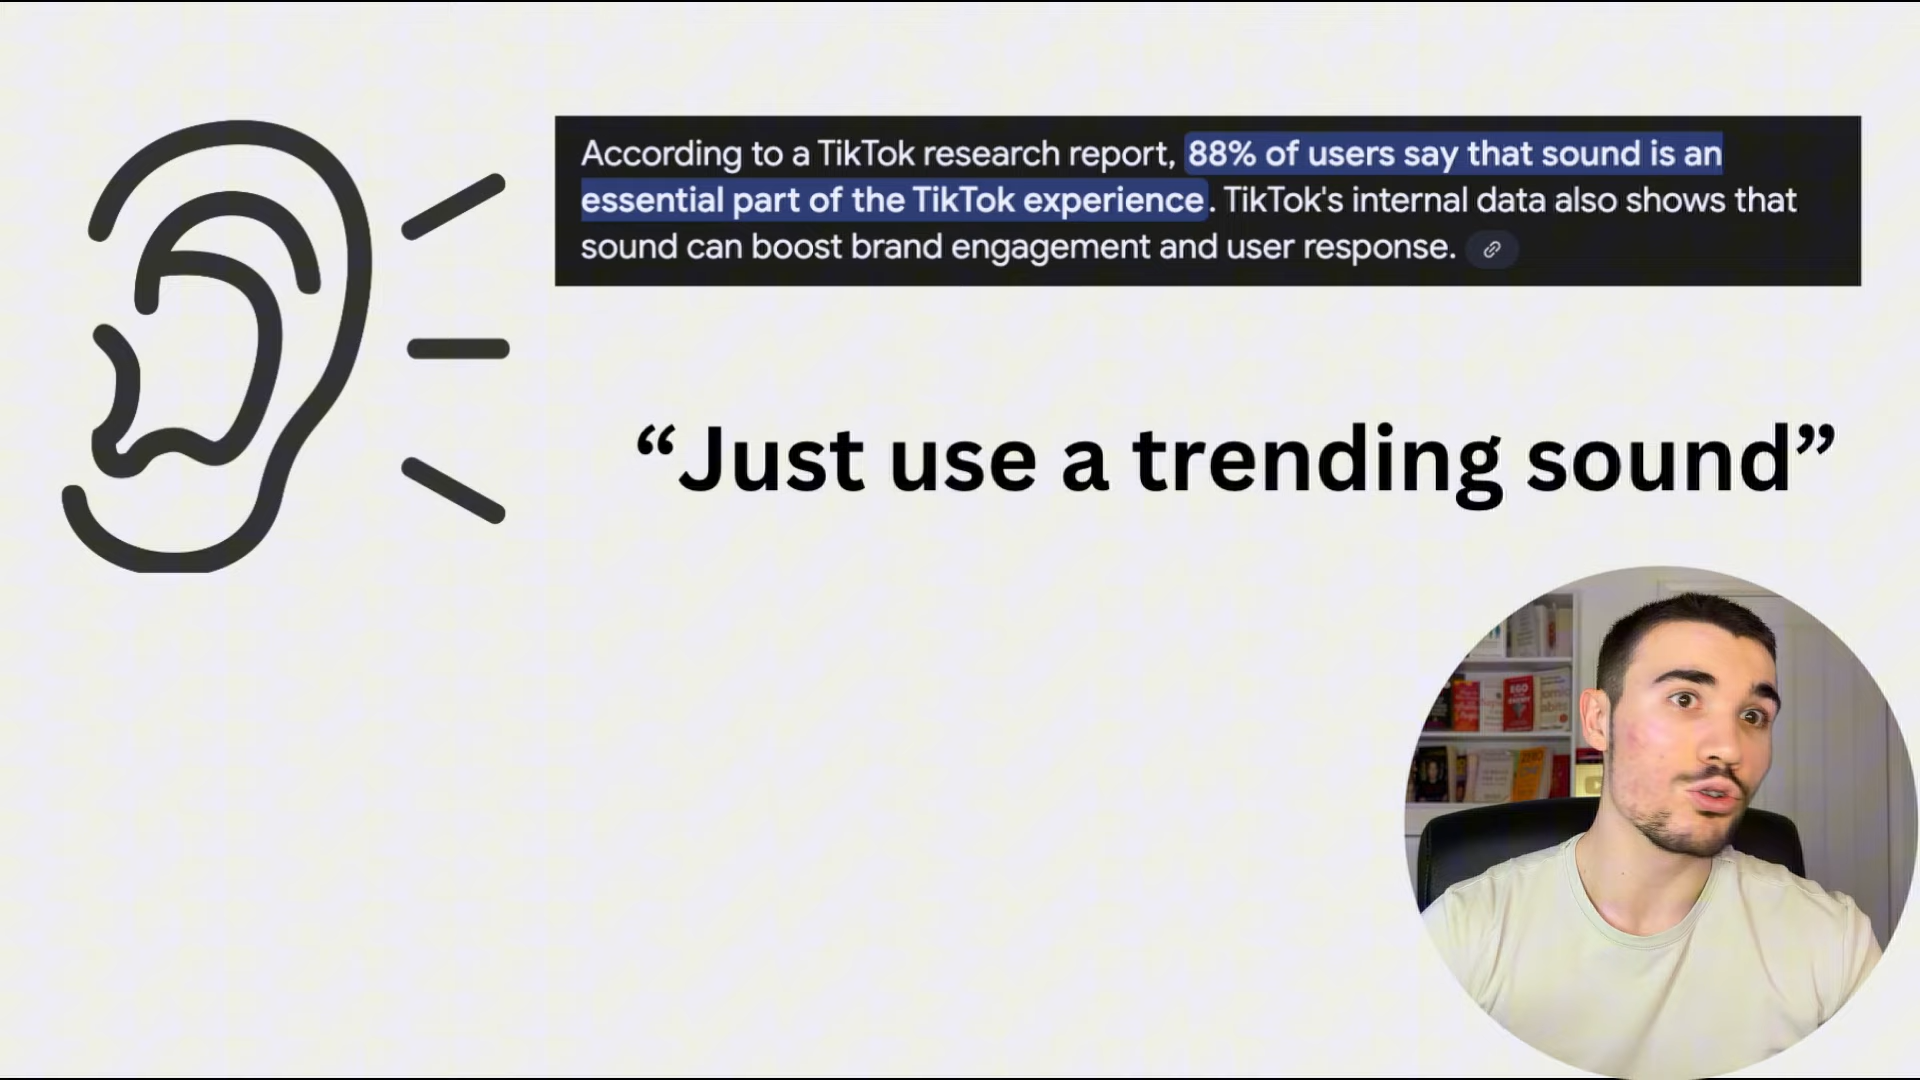 According to a TikTok research report, 88% of users say that sound is an
essential part of the TikTok experience. TikTok's internal data also shows that
sound can boost brand engagement and user response.
“Just use a trending sound”
EGO